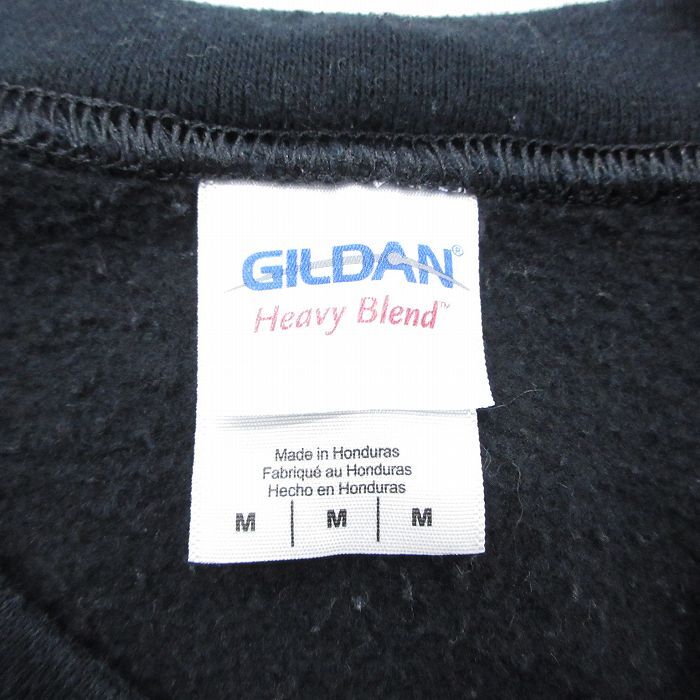 GILDAN®
Heavy Blend™
Made in Honduras
Fabriqué au Honduras
Hecho en Honduras
M | M | M